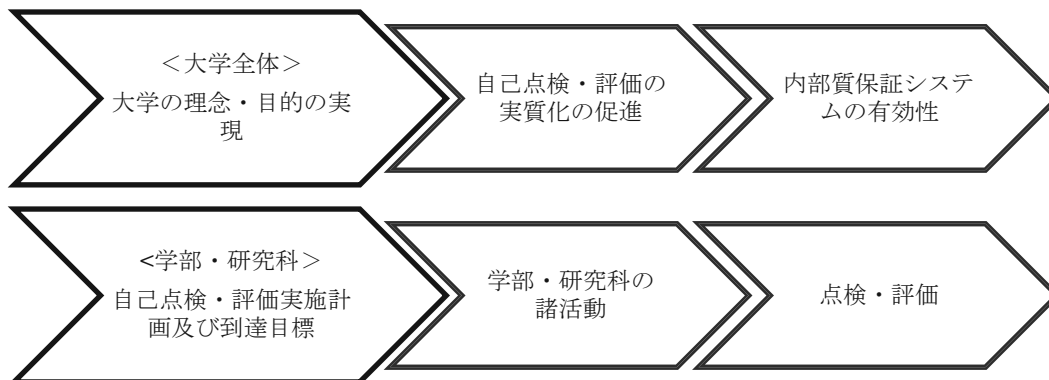 ＜大学全体＞
大学の理念・目的の実
現
自己点検・評価の
実質化の促進
内部質保証システ
ムの有効性
<学部・研究科＞
自己点検・評価実施計
画及び到達目標
学部・研究科の
諸活動
点検・評価